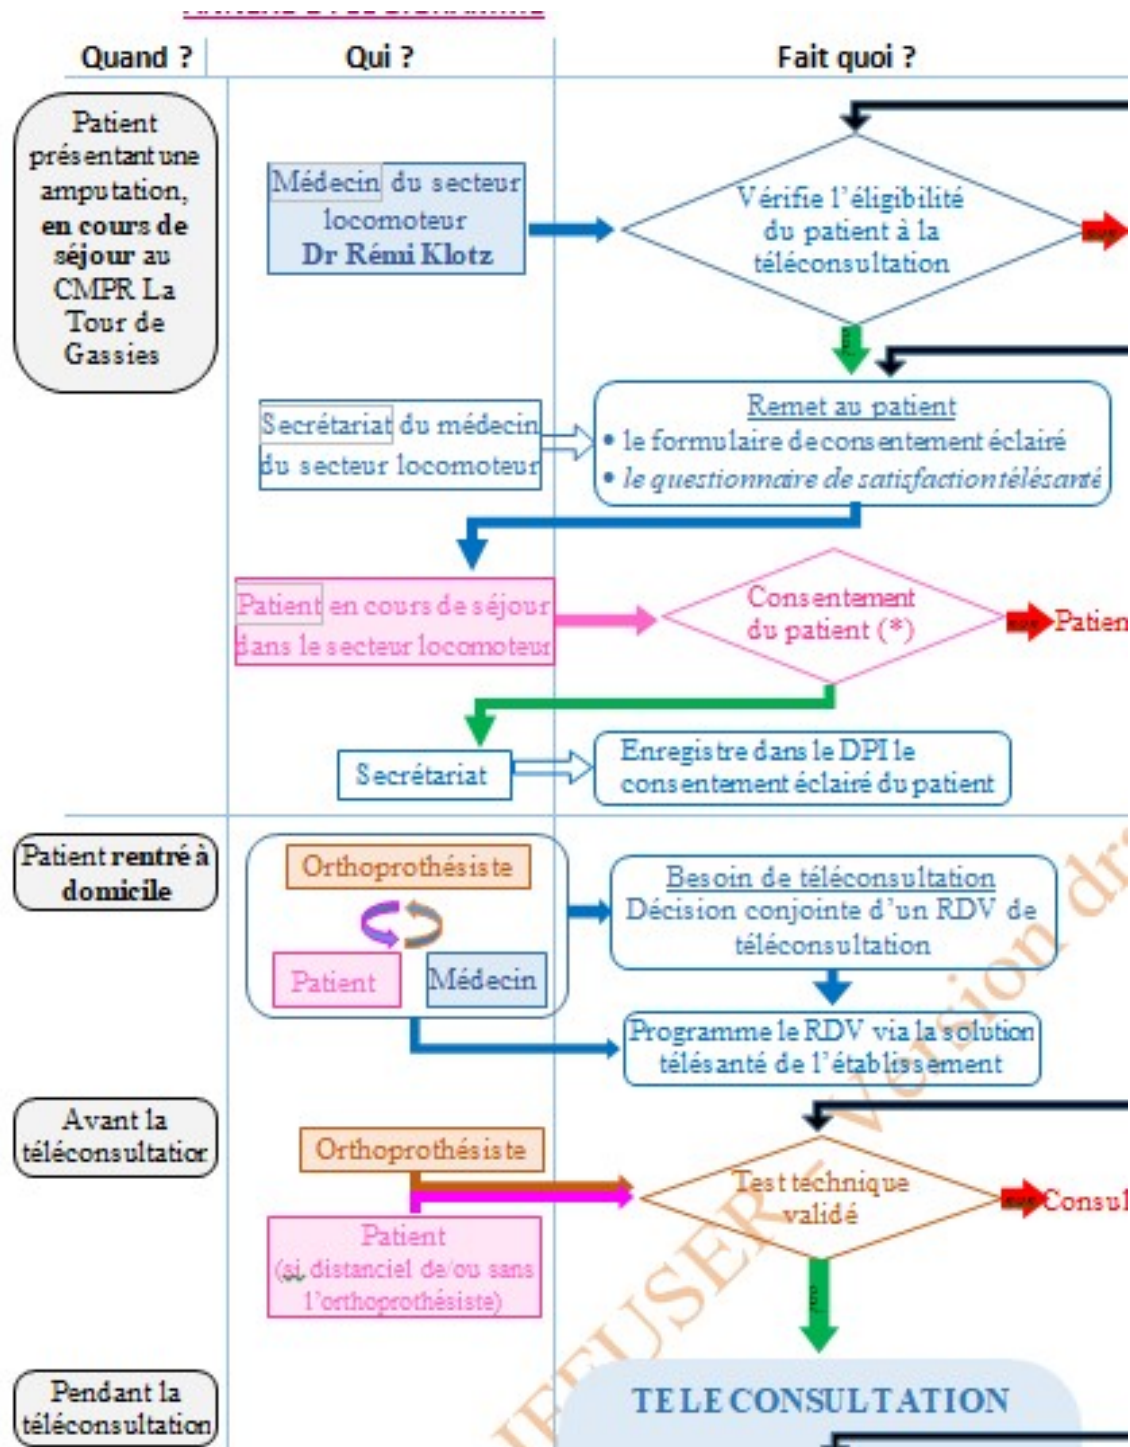 Quand ?
Qui ?
Fait quoi ?
Patient
présentant une
amputation,
en cours de
séjour au
CMPR La
Tour de
Gassies
Médecin du secteur
locomoteur
Dr Rémi Klotz
Vérifie l'éligibilité
du patient à la
téléconsultation
Secrétariat du médecin
du secteur locomoteur
Remet au patient
• le formulaire de consentement éclairé
• le questionnaire de satisfaction télésanté
Patient en cours de séjour
dans le secteur locomoteur
Consentement
du patient (*)
Patien
Secrétariat
Enregistre dans le DPI le
consentement éclairé du patient
Patient rentré à
domicile
Orthoprothésiste
Patient
Médecin
Besoin de téléconsultation
Décision conjointe d'un RDV de
téléconsultation
Programme le RDV via la solution
télésanté de l'établissement
Avant la
téléconsultation
Orthoprothésiste
Patient
(si distanciel de/ou sans
l'orthoprothésiste)
Test technique
validé
Consul
Pendant la
téléconsultation
TELECONSULTATION
FFUSER - Version dr